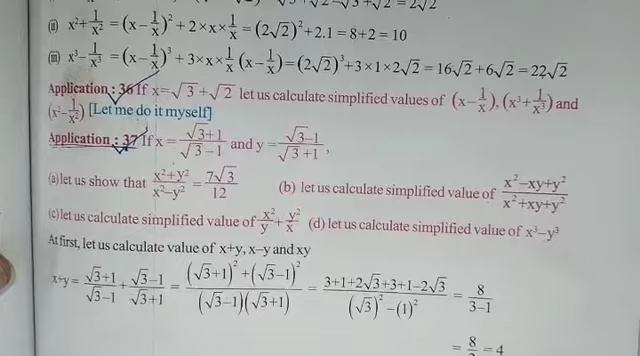 √3−√2+√3+√2 = 2√2
(ii) x²+1/x² = (x−1/x)² + 2×x×1/x = (2√2)²+2.1 = 8+2 = 10
(iii) x³−1/x³ = (x−1/x)³ + 3×x×1/x (x−1/x) = (2√2)³+3×1×2√2 = 16√2+6√2 = 22√2
Application : 36 If x=√3+√2 let us calculate simplified values of (x−1/x), (x³+1/x³) and
(x²−1/x²) [Let me do it myself]
Application : 37 If x = (√3+1)/(√3−1) and y = (√3−1)/(√3+1),
(a) let us show that (x²+y²)/(x²−y²) = 7√3/12 (b) let us calculate simplified value of (x²−xy+y²)/(x²+xy+y²)
(c) let us calculate simplified value of x²/y + y²/x (d) let us calculate simplified value of x³−y³
At first, let us calculate value of x+y, x−y and xy
x+y = (√3+1)/(√3−1) + (√3−1)/(√3+1) = ((√3+1)²+(√3−1)²)/((√3−1)(√3+1)) = (3+1+2√3+3+1−2√3)/((√3)²−(1)²) = 8/(3−1)
= 8/2 = 4